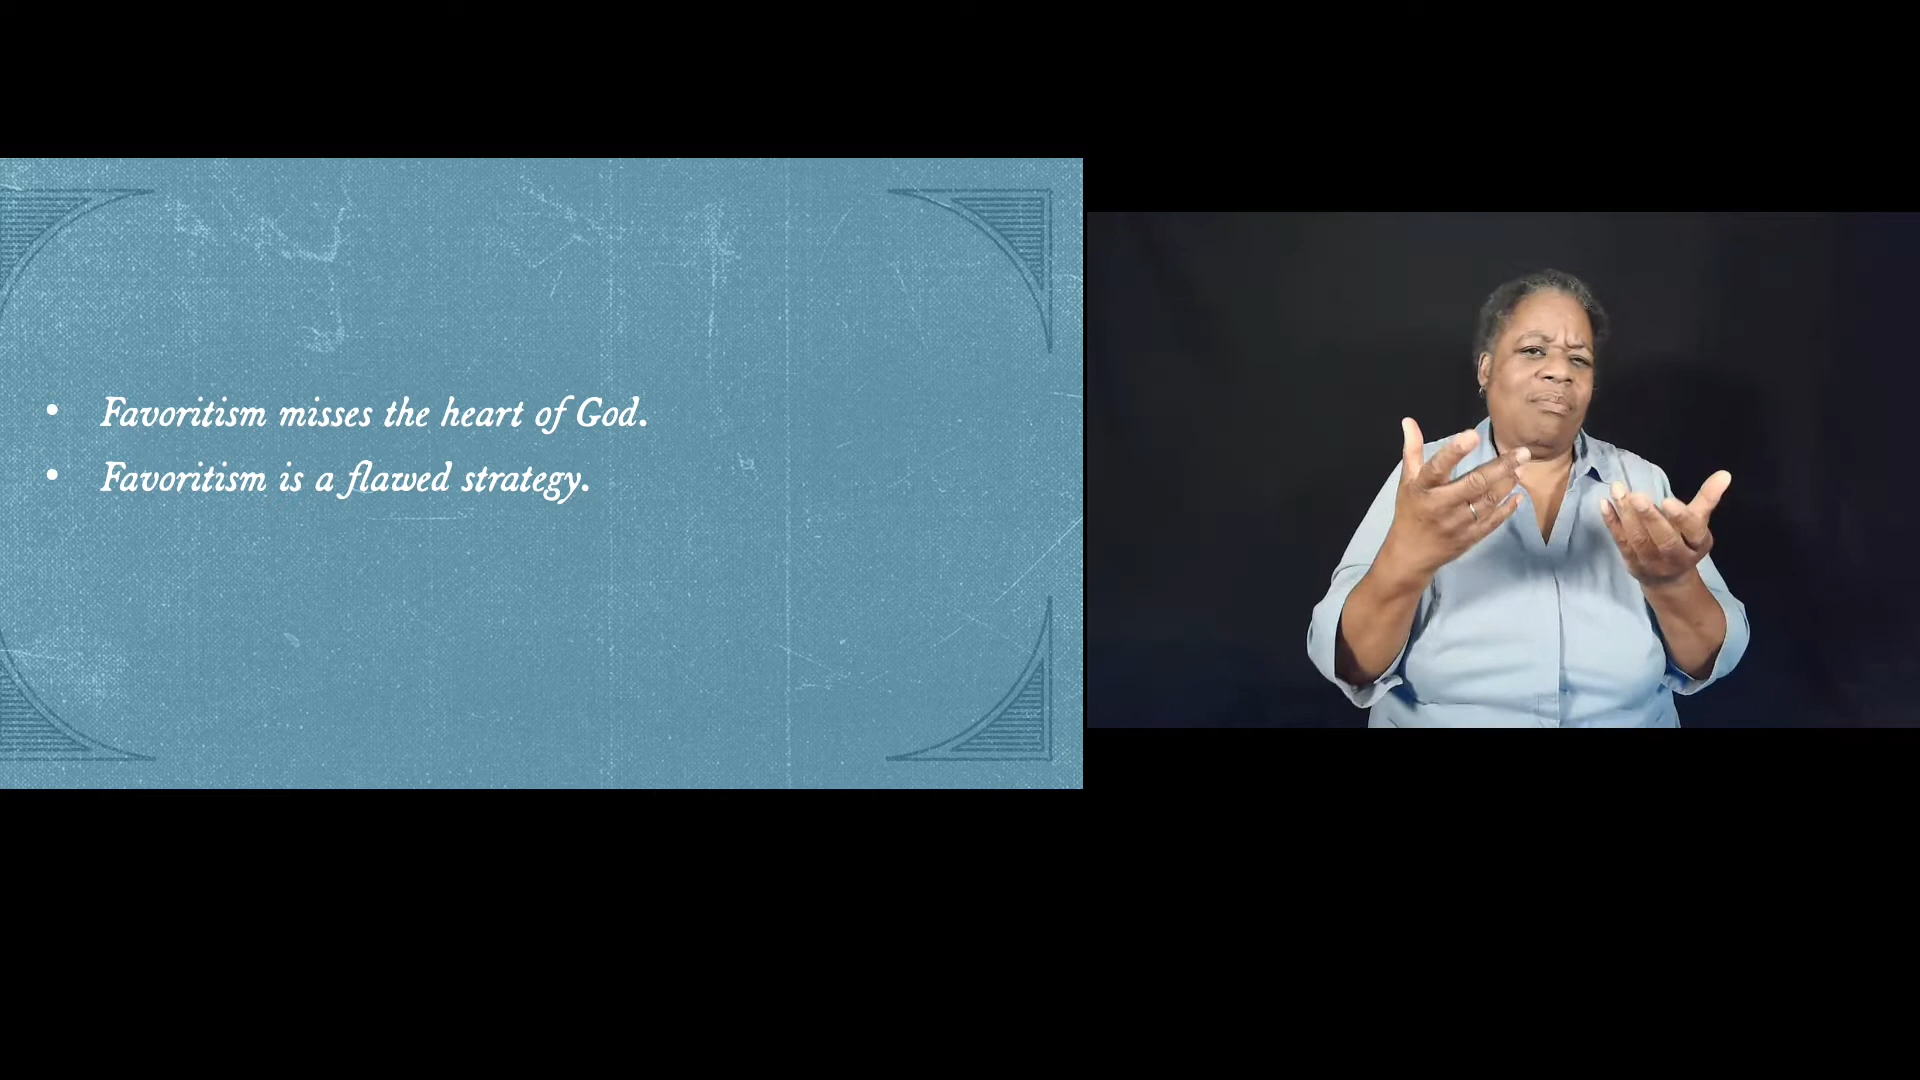 • Favoritism misses the heart of God.
• Favoritism is a flawed strategy.